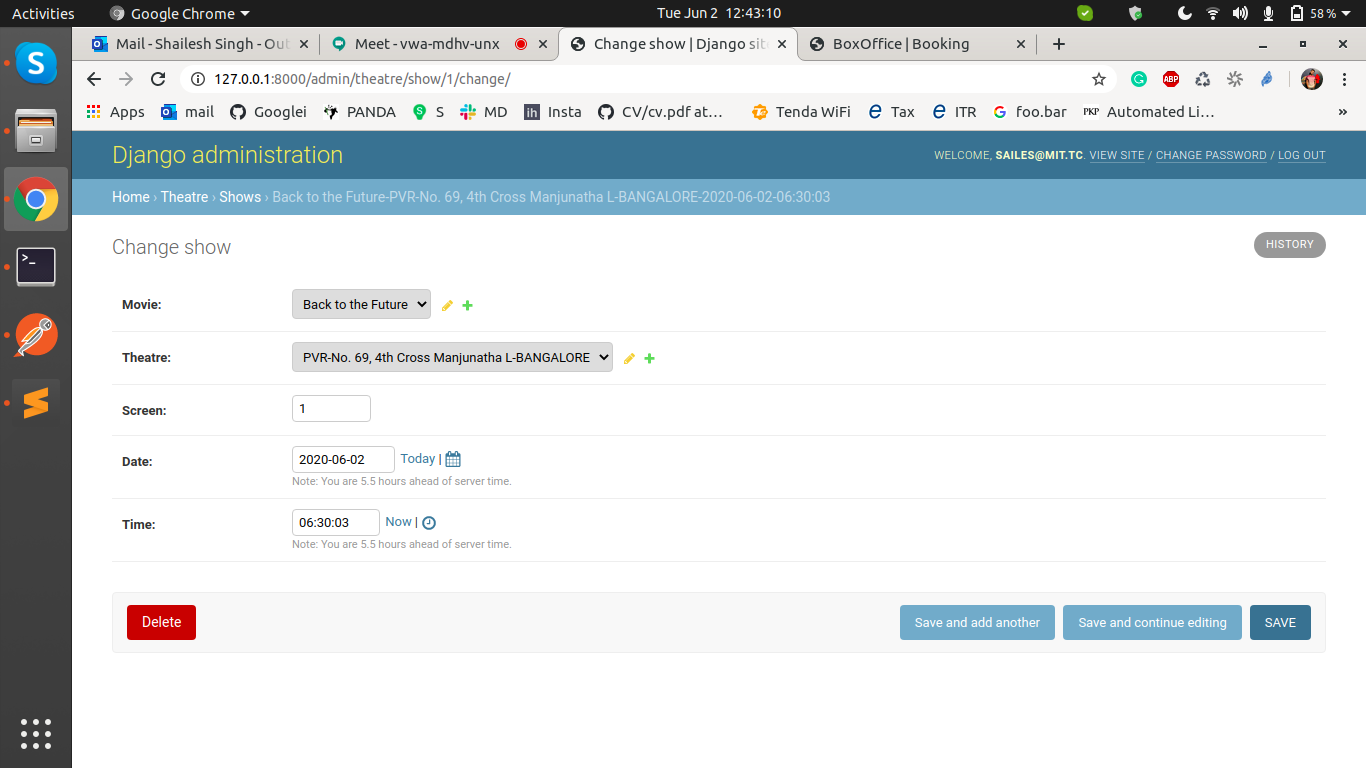 Activities Google Chrome Tue Jun 2 12:43:10 58 %
Mail - Shailesh Singh - Out Meet - vwa-mdhv-unx Change show | Django sit BoxOffice | Booking
127.0.0.1:8000/admin/theatre/show/1/change/ ABP
Apps mail Googlei PANDA S S MD ih Insta CV/cv.pdf at… Tenda WiFi Tax ITR foo.bar PKP Automated Li… »
Django administration WELCOME, SAILES@MIT.TC. VIEW SITE / CHANGE PASSWORD / LOG OUT
Home › Theatre › Shows › Back to the Future-PVR-No. 69, 4th Cross Manjunatha L-BANGALORE-2020-06-02-06:30:03
Change show HISTORY
Movie: Back to the Future
Theatre: PVR-No. 69, 4th Cross Manjunatha L-BANGALORE
Screen: 1
Date: 2020-06-02 Today |
Note: You are 5.5 hours ahead of server time.
Time: 06:30:03 Now |
Note: You are 5.5 hours ahead of server time.
Delete Save and add another Save and continue editing SAVE